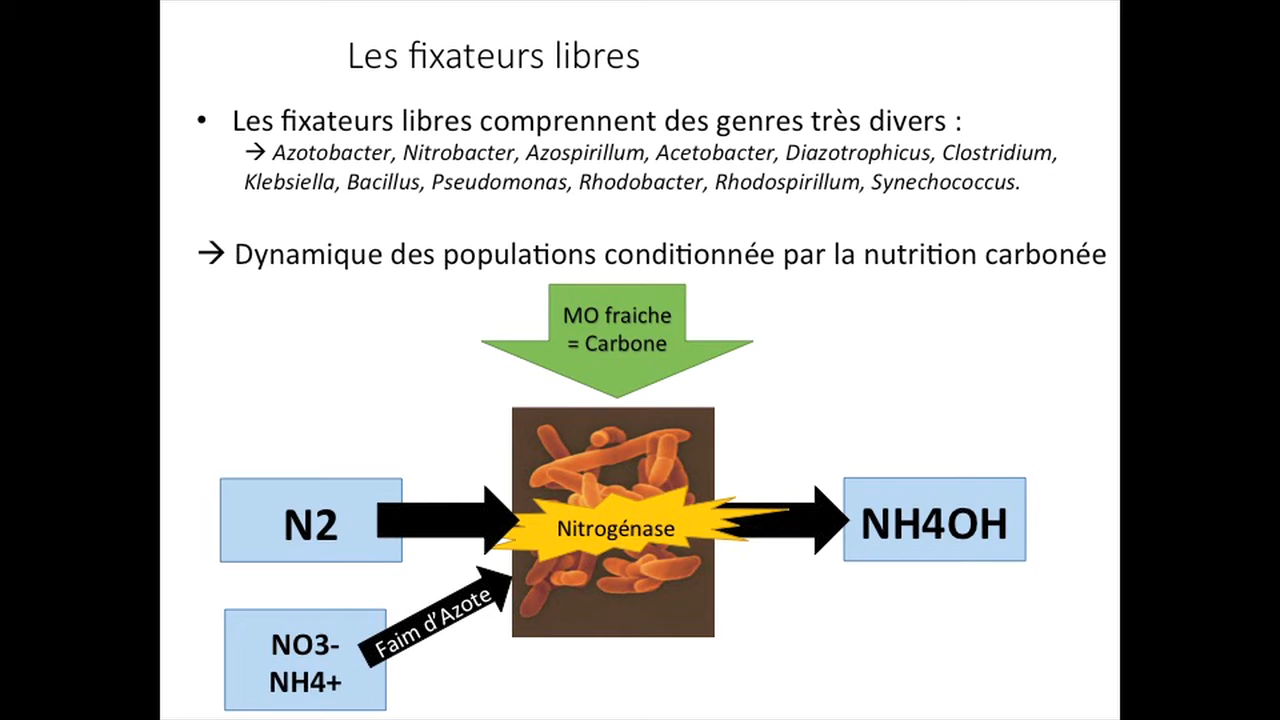 Les fixateurs libres
• Les fixateurs libres comprennent des genres très divers :
→ Azotobacter, Nitrobacter, Azospirillum, Acetobacter, Diazotrophicus, Clostridium,
Klebsiella, Bacillus, Pseudomonas, Rhodobacter, Rhodospirillum, Synechococcus.
→ Dynamique des populations conditionnée par la nutrition carbonée
MO fraiche
= Carbone
N2
Nitrogénase
NH4OH
Faim d'Azote
NO3-
NH4+